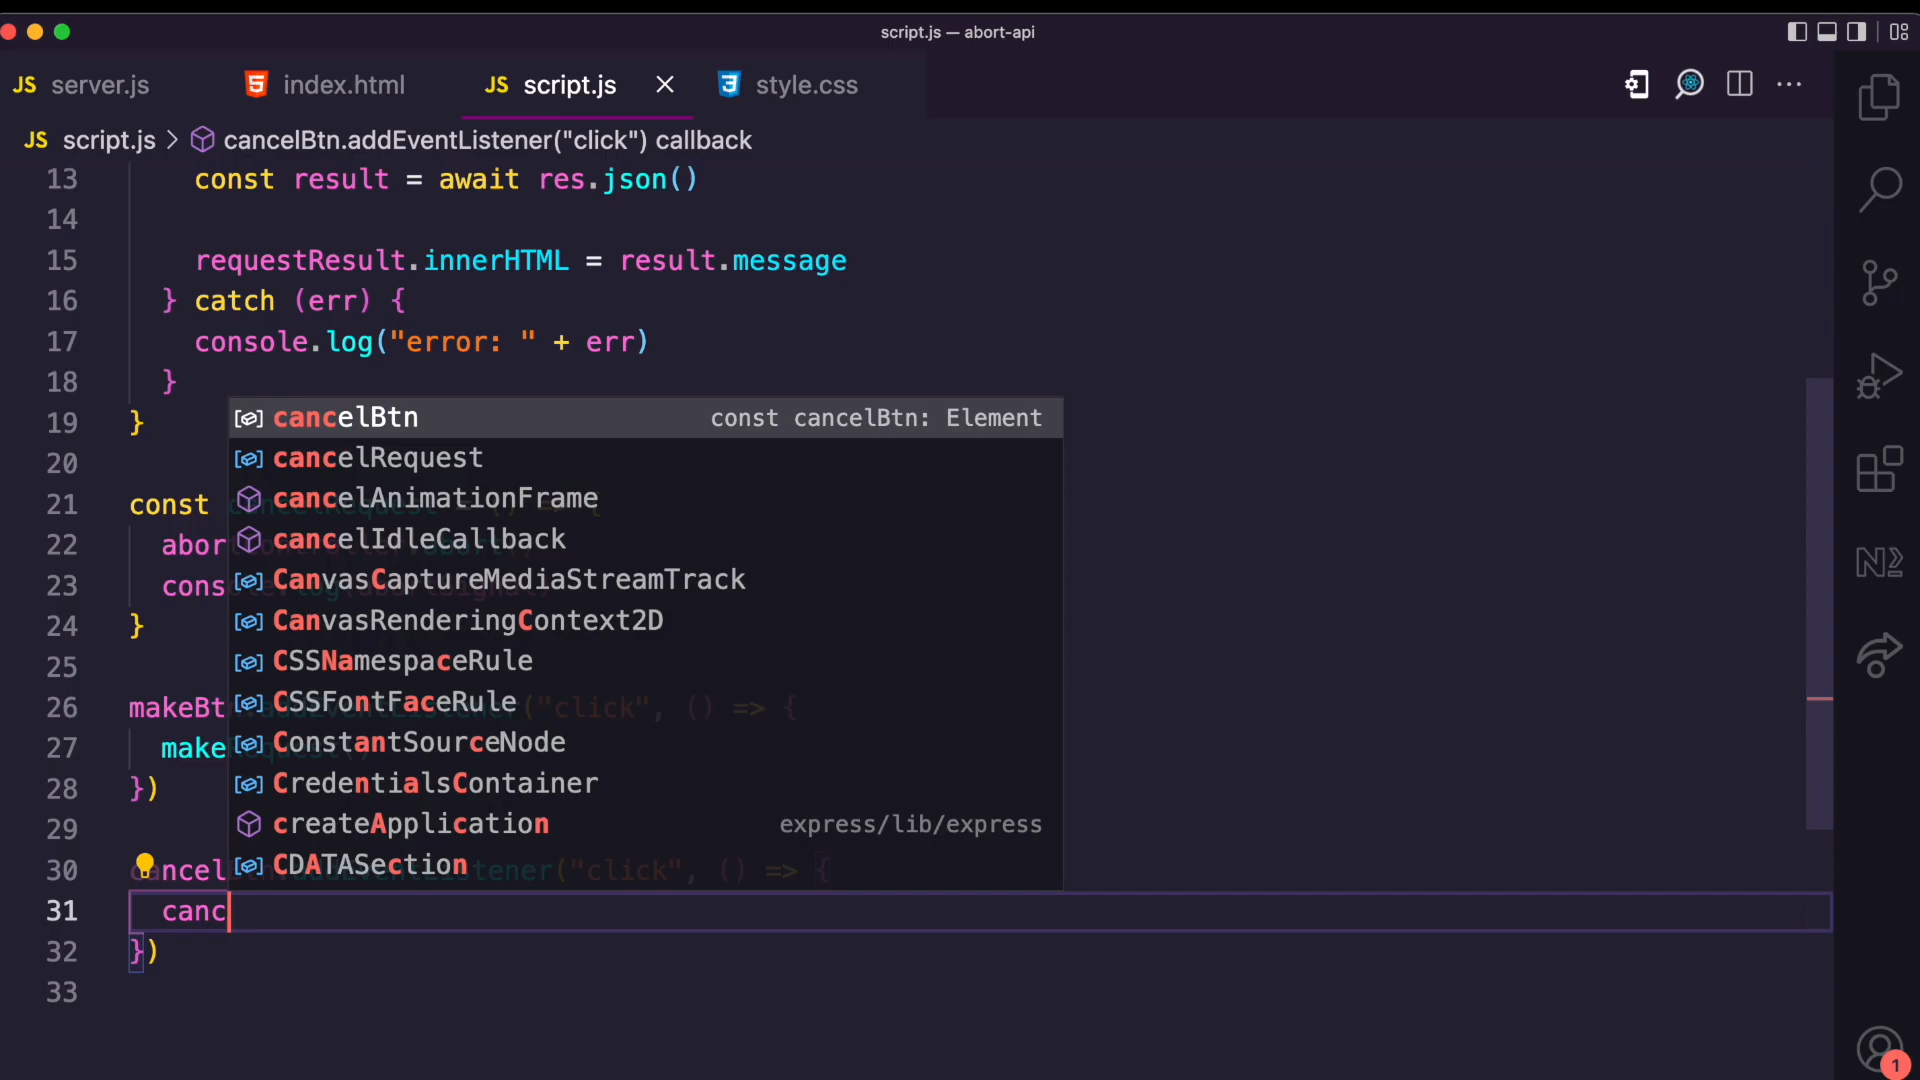 script.js — abort-api
JS server.js index.html JS script.js style.css
JS script.js > cancelBtn.addEventListener("click") callback
13 const result = await res.json()
14
15 requestResult.innerHTML = result.message
16 } catch (err) {
17 console.log("error: " + err)
18 }
19 }
20
21 const
22 abor
23 cons
24 }
25
26 makeBt ("click", () => {
27 make
28 })
29
30 cancel ("click", () => {
31 canc
32 })
33
cancelBtn const cancelBtn: Element
cancelRequest
cancelAnimationFrame
cancelIdleCallback
CanvasCaptureMediaStreamTrack
CanvasRenderingContext2D
CSSNamespaceRule
CSSFontFaceRule
ConstantSourceNode
CredentialsContainer
createApplication express/lib/express
CDATASection
1